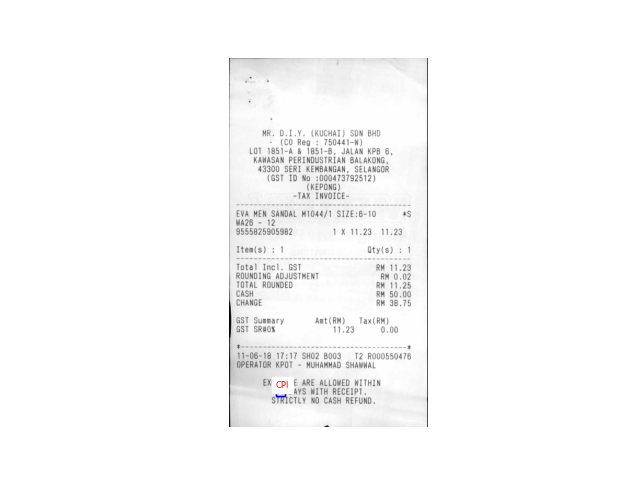 MR. D.I.Y. (KUCHAI) SDN BHD
- (CO Reg : 750441-W)
LOT 1851-A & 1851-B, JALAN KPB 6,
KAWASAN PERINDUSTRIAN BALAKONG,
43300 SERI KEMBANGAN, SELANGOR
(GST ID No :000473792512)
(KEPONG)
-TAX INVOICE-
EVA MEN SANDAL M1044/1 SIZE:6-10 *S
WA26 - 12
9555825905982 1 X 11.23 11.23
Item(s) : 1 Qty(s) : 1
Total Incl. GST RM 11.23
ROUNDING ADJUSTMENT RM 0.02
TOTAL ROUNDED RM 11.25
CASH RM 50.00
CHANGE RM 38.75
GST Summary Amt(RM) Tax(RM)
GST SR@0% 11.23 0.00
*------------------------------------*
11-06-18 17:17 SH02 B003 T2 R000550476
OPERATOR KPOT - MUHAMMAD SHAWWAL
EX CPI E ARE ALLOWED WITHIN
AYS WITH RECEIPT.
STRICTLY NO CASH REFUND.